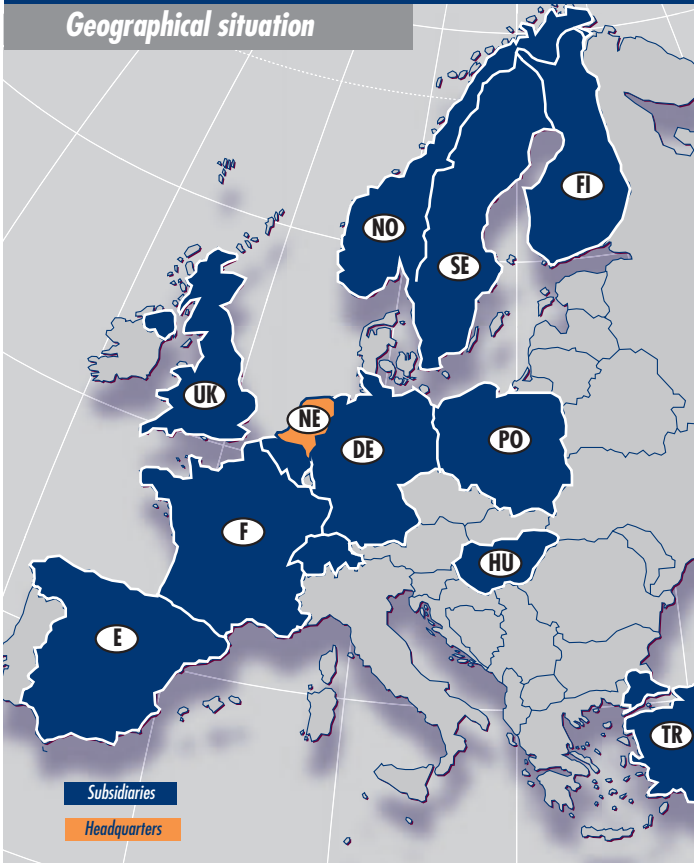 Geographical situation
FI
NO
SE
UK
NE
DE
PO
F
HU
E
TR
Subsidiaries
Headquarters